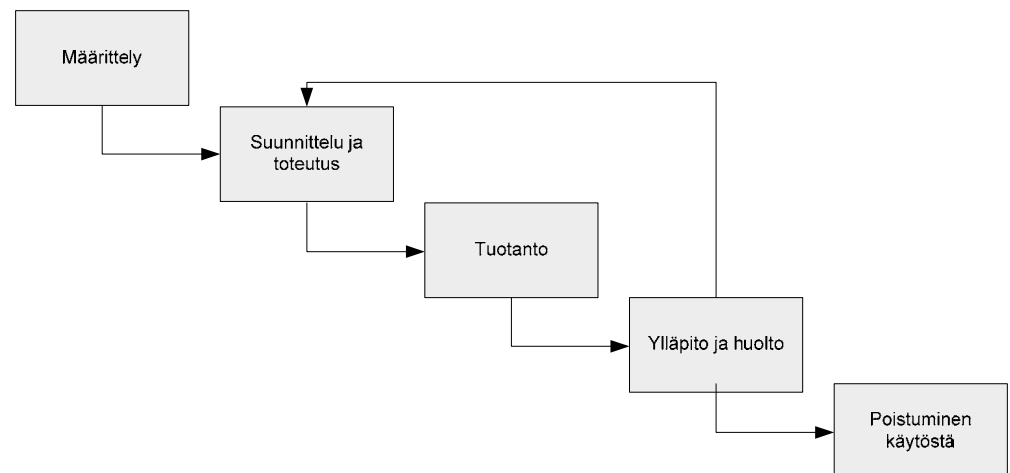 Määrittely
Suunnittelu ja
toteutus
Tuotanto
Ylläpito ja huolto
Poistuminen
käytöstä